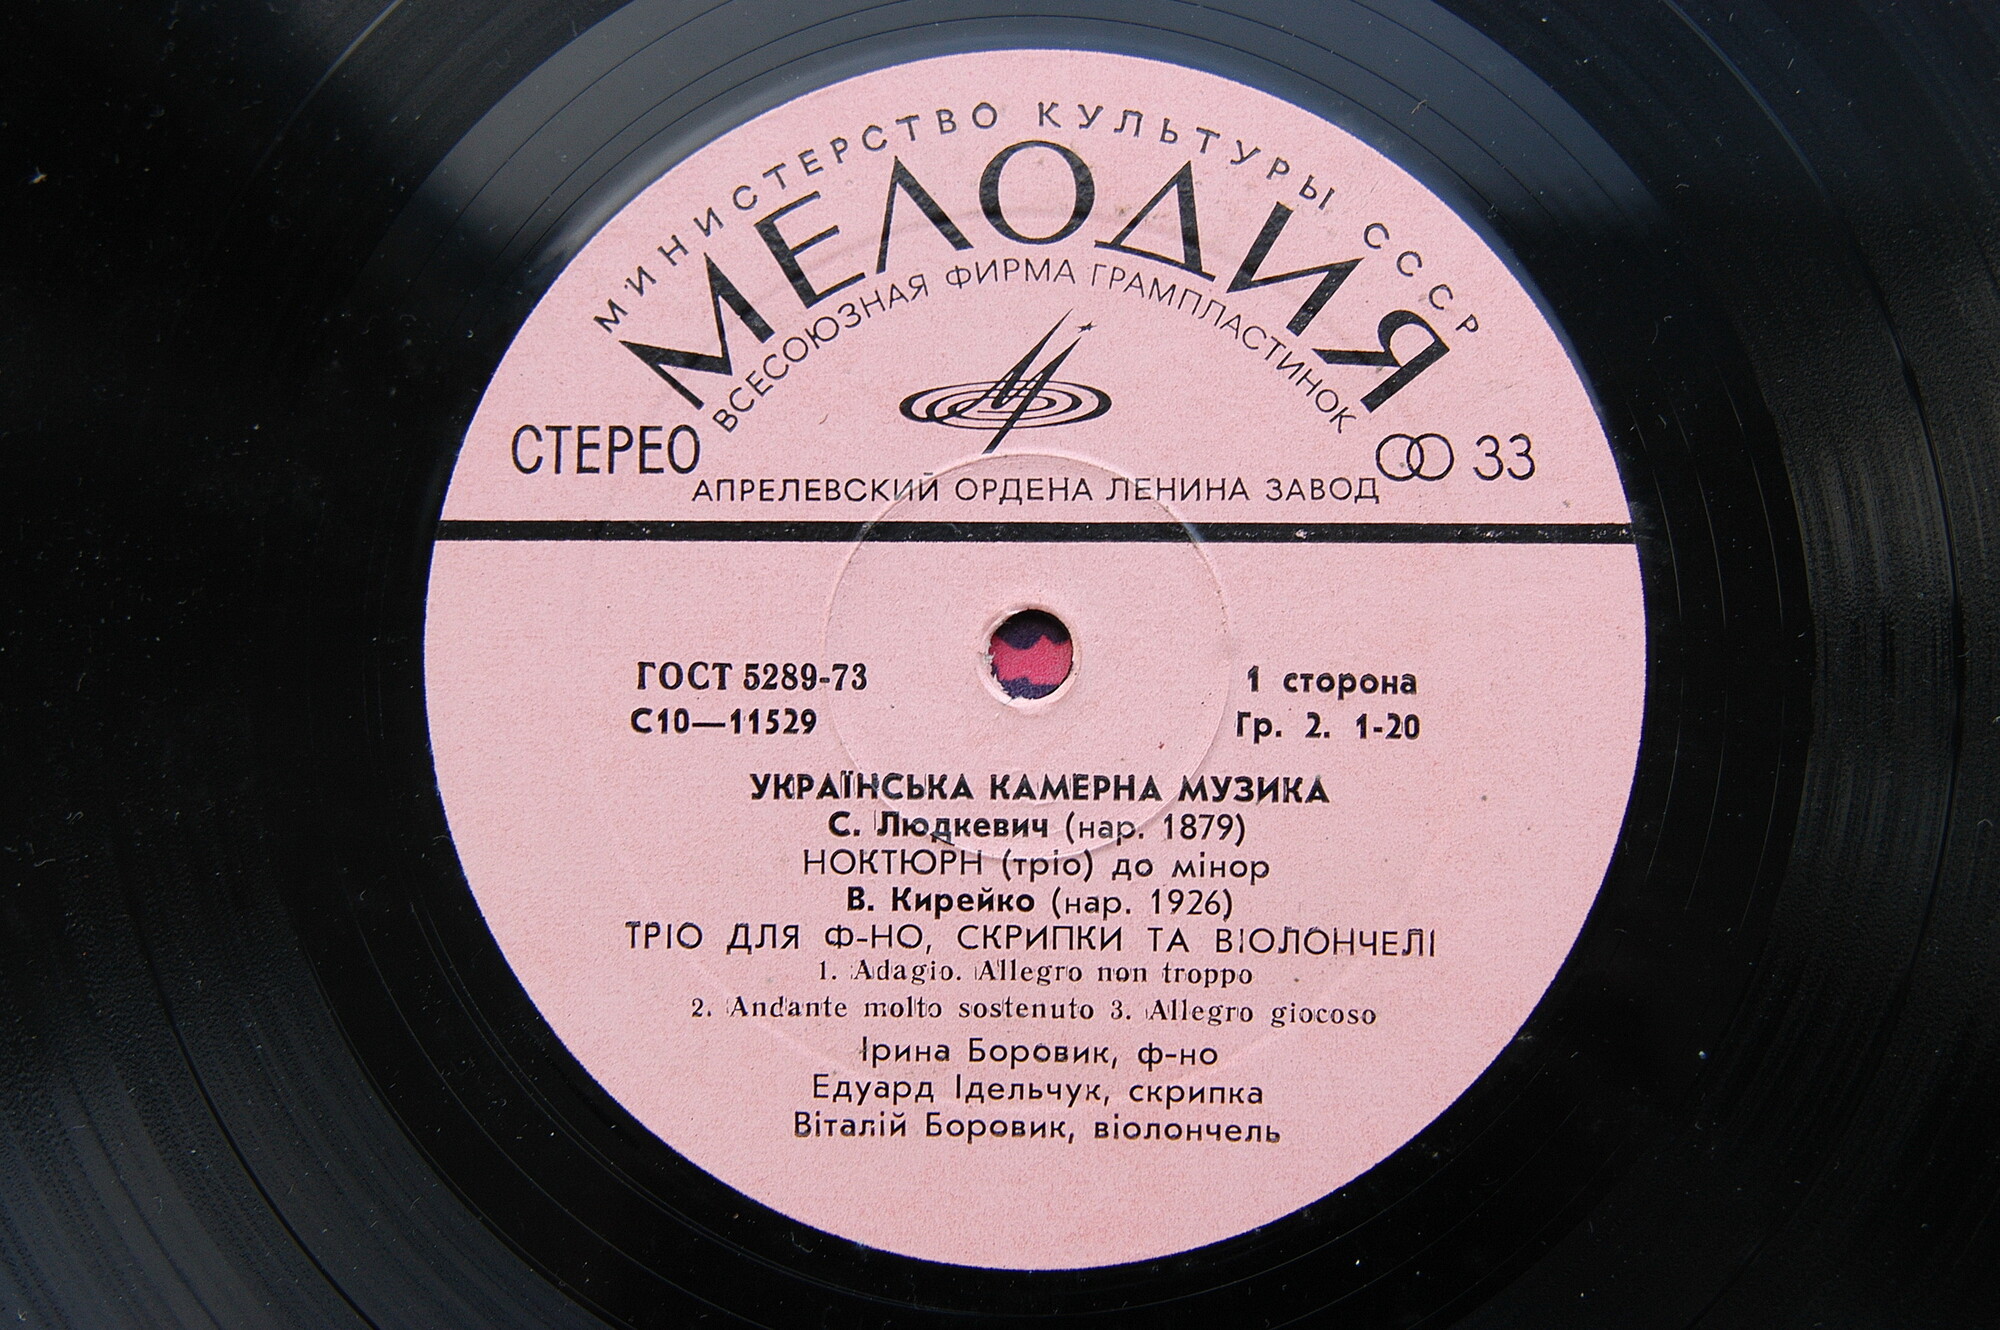 МИНИСТЕРСТВО КУЛЬТУРЫ СССР
МЕЛОДИЯ
ВСЕСОЮЗНАЯ ФИРМА ГРАМПЛАСТИНОК
СТЕРЕО
33
АПРЕЛЕВСКИЙ ОРДЕНА ЛЕНИНА ЗАВОД
ГОСТ 5289-73
1 сторона
С10—11529
Гр. 2. 1-20
УКРАЇНСЬКА КАМЕРНА МУЗИКА
С. Людкевич (нар. 1879)
НОКТЮРН (тріо) до мінор
В. Кирейко (нар. 1926)
ТРІО ДЛЯ Ф-НО, СКРИПКИ ТА ВІОЛОНЧЕЛІ
1. Adagio. Allegro non troppo
2. Andante molto sostenuto 3. Allegro giocoso
Ірина Боровик, ф-но
Едуард Ідельчук, скрипка
Віталій Боровик, віолончель